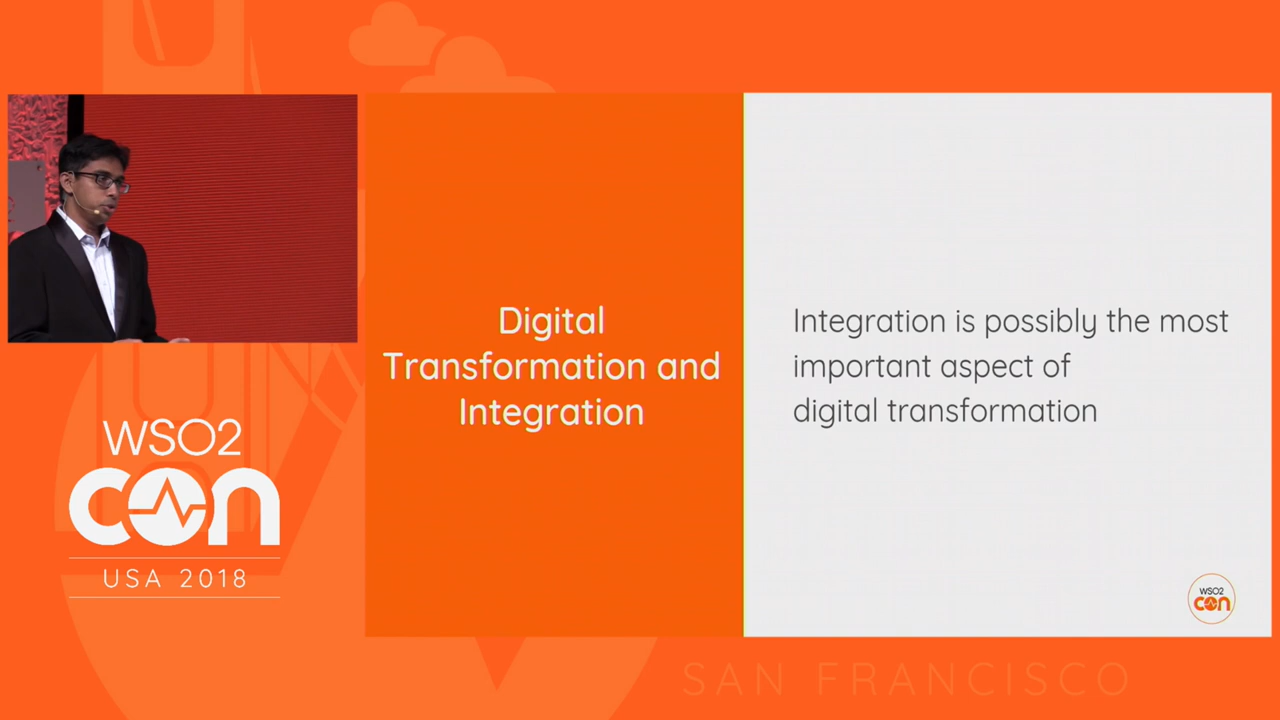 WSO2
con
USA 2018
Digital
Transformation and
Integration
Integration is possibly the most
important aspect of
digital transformation
WSO2
con
SAN FRANCISCO